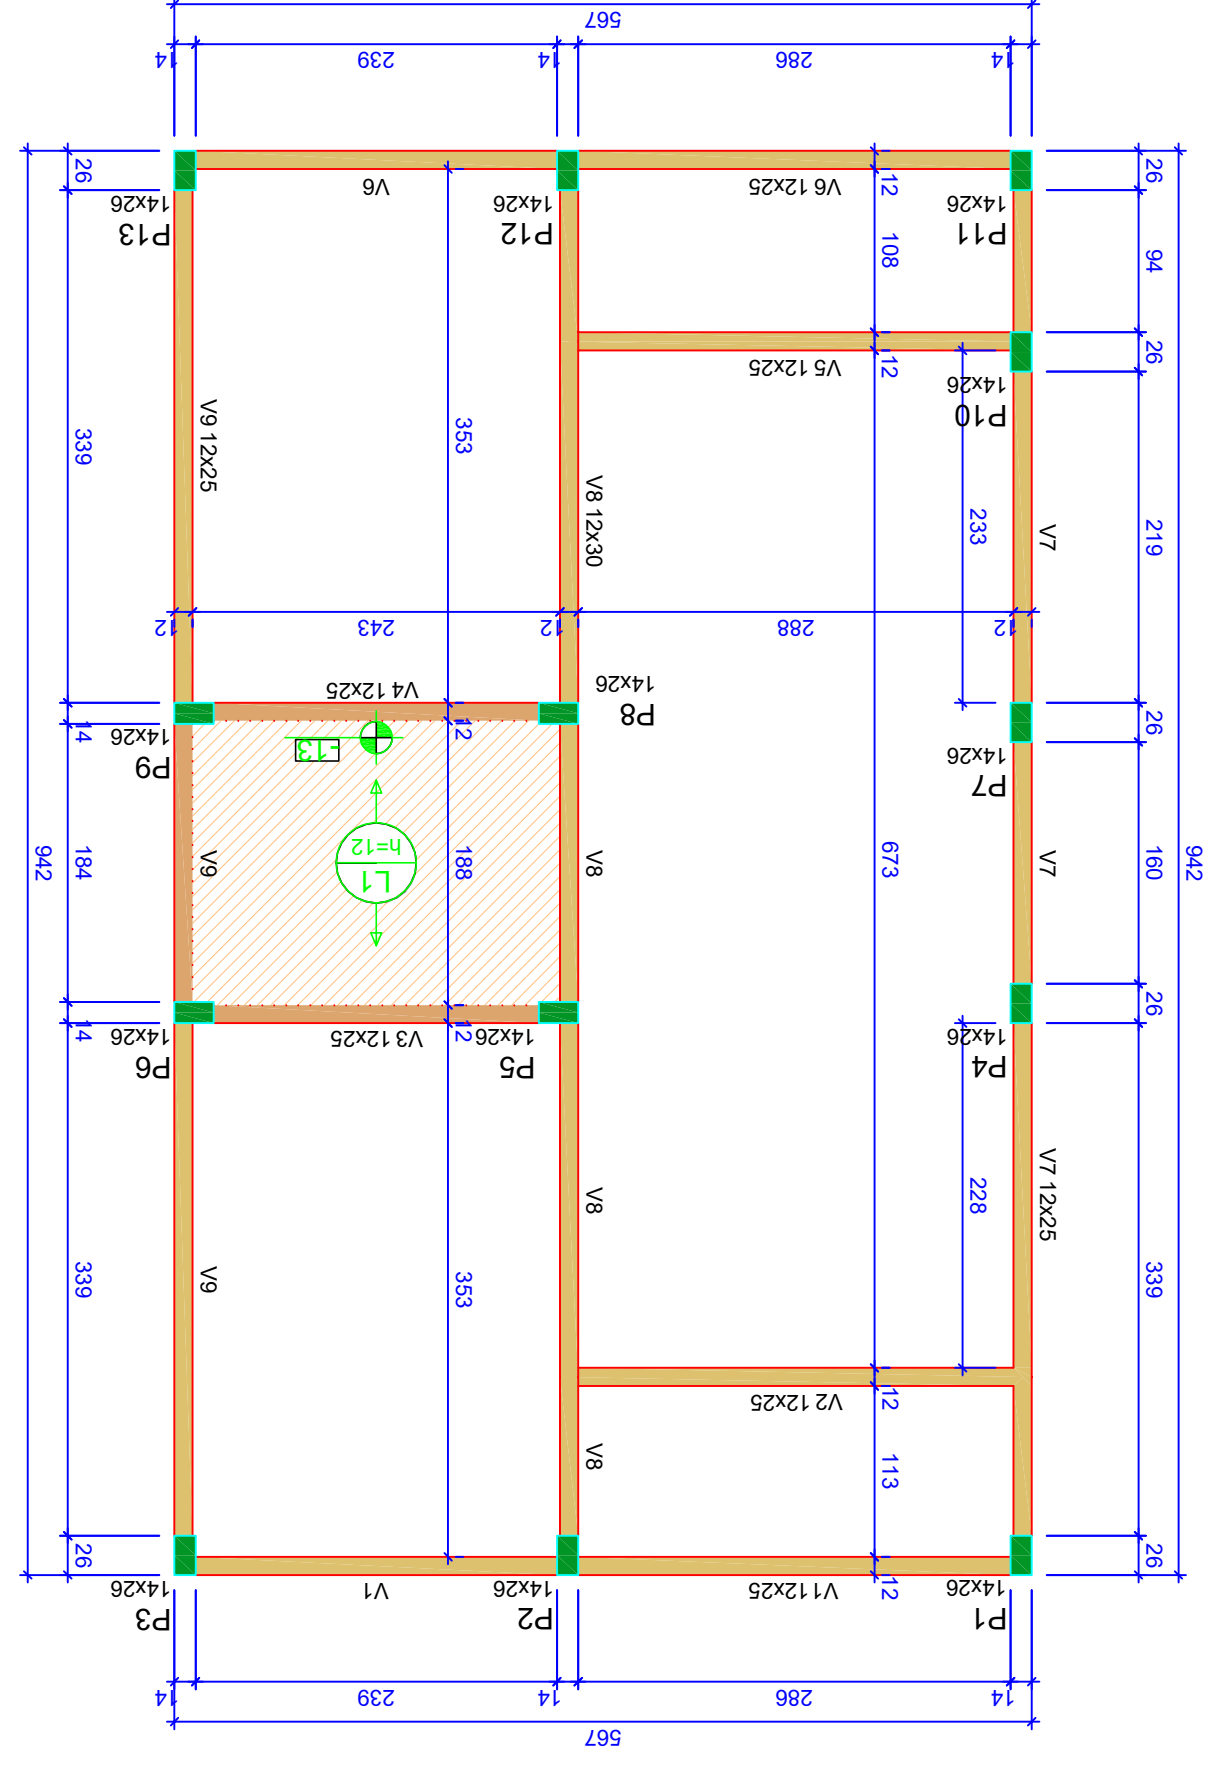 567
14
286
14
239
14
P1
14x26
P2
14x26
P3
14x26
V1 12x25
V1
26
12
26
113
V8
12
V2 12x25
339
V7 12x25
228
V8
353
V9
339
P4
14x26
P5
14x26
P6
14x26
V3 12x25
26
12
14
942
160
V7
673
V8
188
L1
h=12
V9
184
942
P7
14x26
-13
P9
14x26
26
P8
14x26
12
14
V4 12x25
12
288
12
243
12
219
V7
233
V8 12x30
353
V9 12x25
339
P10
14x26
26
12
V5 12x25
94
108
P11
14x26
P12
14x26
P13
14x26
26
12
V6 12x25
V6
26
14
286
14
239
14
567